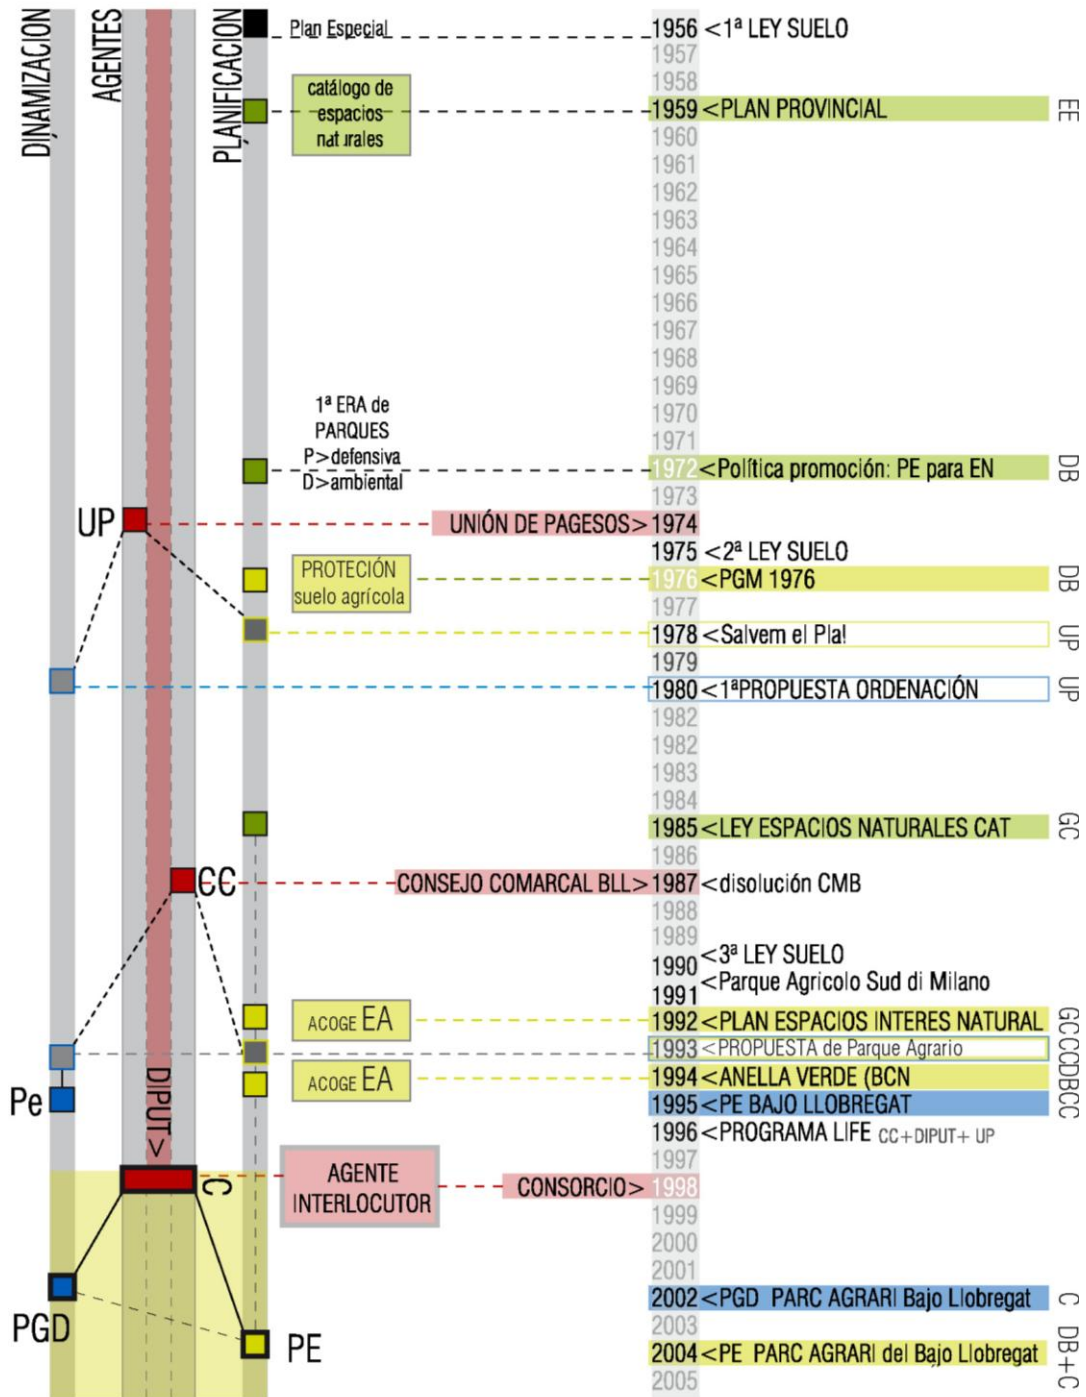 DINAMIZACION
AGENTES
PLANIFICACION
Plan Especial
1956 <1ª LEY SUELO
1957
1958
catálogo de
espacios
naturales
1959 <PLAN PROVINCIAL
EE
1960
1961
1962
1963
1964
1965
1966
1967
1968
1969
1970
1971
1ª ERA de
PARQUES
P>defensiva
D>ambiental
1972 <Política promoción: PE para EN
DB
1973
UP
UNIÓN DE PAGESOS> 1974
1975 <2ª LEY SUELO
PROTECIÓN
suelo agrícola
1976 <PGM 1976
DB
1977
1978 <Salvem el Pla!
UP
1979
1980 <1ªPROPUESTA ORDENACIÓN
UP
1982
1982
1983
1984
1985 <LEY ESPACIOS NATURALES CAT
GC
1986
CC
CONSEJO COMARCAL BLL> 1987 <disolución CMB
1988
1989
1990 <3ª LEY SUELO
1991 <Parque Agricolo Sud di Milano
ACOGE EA
1992 <PLAN ESPACIOS INTERES NATURAL
GC
1993 <PROPUESTA de Parque Agrario
CC
ACOGE EA
1994 <ANELLA VERDE (BCN
DB
Pe
1995 <PE BAJO LLOBREGAT
CC
1996 <PROGRAMA LIFE CC+DIPUT+ UP
1997
DIPUT>
C
AGENTE
INTERLOCUTOR
CONSORCIO> 1998
1999
2000
2001
PGD
2002 <PGD PARC AGRARI Bajo Llobregat
C
2003
PE
2004 <PE PARC AGRARI del Bajo Llobregat
DB+C
2005